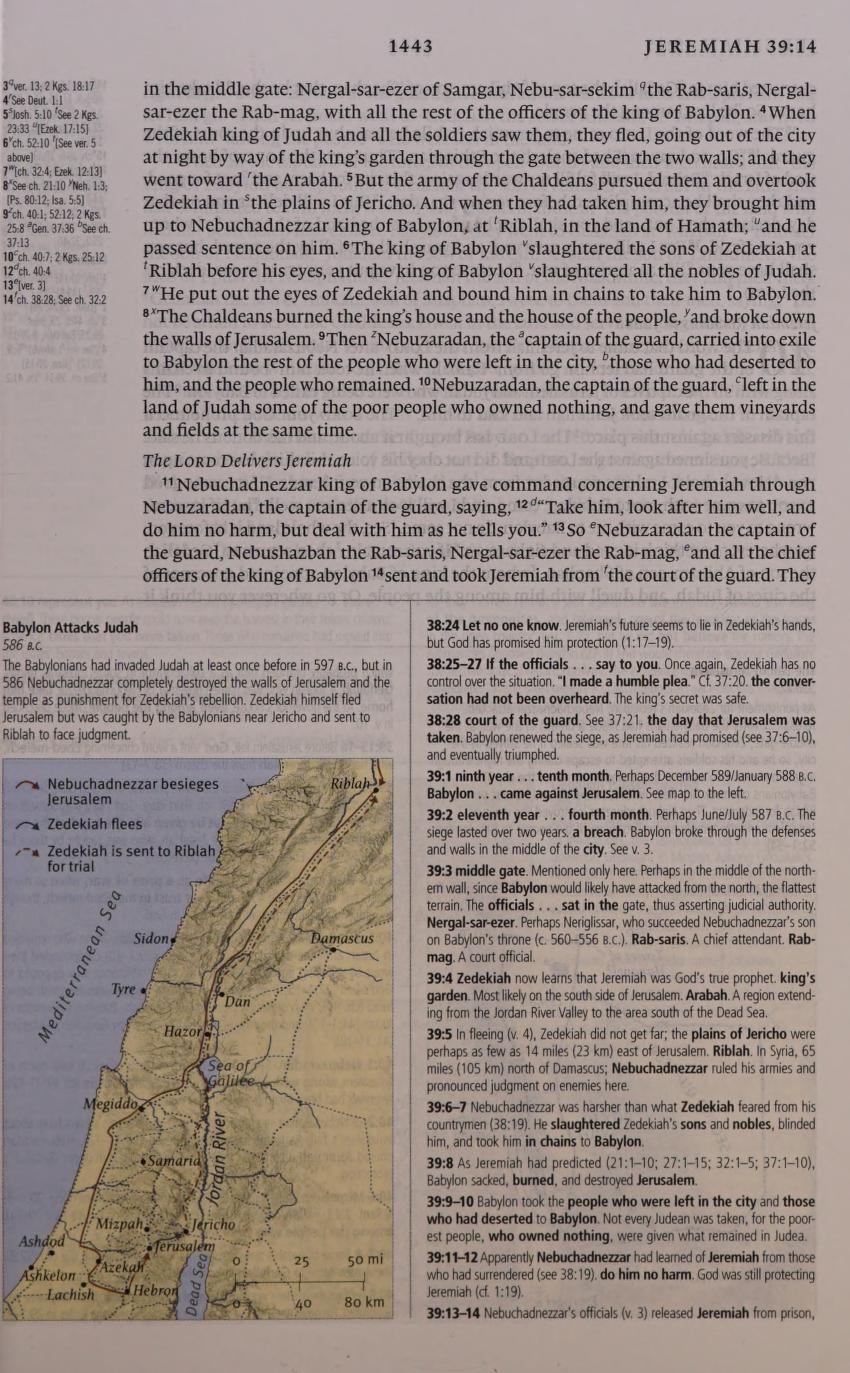 1443
JEREMIAH 39:14
3 q ver. 13; 2 Kgs. 18:17
4 r See Deut. 1:1
5 s Josh. 5:10 t See 2 Kgs.
23:33 u [Ezek. 17:15]
6 v ch. 52:10 t [See ver. 5
above]
7 w [ch. 32:4; Ezek. 12:13]
8 x See ch. 21:10 y Neh. 1:3;
[Ps. 80:12; Isa. 5:5]
9 z ch. 40:1; 52:12; 2 Kgs.
25:8 a Gen. 37:36 b See ch.
37:13
10 c ch. 40:7; 2 Kgs. 25:12
12 d ch. 40:4
13 e [ver. 3]
14 f ch. 38:28; See ch. 32:2
in the middle gate: Nergal-sar-ezer of Samgar, Nebu-sar-sekim q the Rab-saris, Nergal-
sar-ezer the Rab-mag, with all the rest of the officers of the king of Babylon. 4 When
Zedekiah king of Judah and all the soldiers saw them, they fled, going out of the city
at night by way of the king's garden through the gate between the two walls; and they
went toward r the Arabah. 5 But the army of the Chaldeans pursued them and overtook
Zedekiah in s the plains of Jericho. And when they had taken him, they brought him
up to Nebuchadnezzar king of Babylon, at t Riblah, in the land of Hamath; u and he
passed sentence on him. 6 The king of Babylon v slaughtered the sons of Zedekiah at
t Riblah before his eyes, and the king of Babylon v slaughtered all the nobles of Judah.
7 w He put out the eyes of Zedekiah and bound him in chains to take him to Babylon.
8 x The Chaldeans burned the king's house and the house of the people, y and broke down
the walls of Jerusalem. 9 Then z Nebuzaradan, the a captain of the guard, carried into exile
to Babylon the rest of the people who were left in the city, b those who had deserted to
him, and the people who remained. 10 Nebuzaradan, the captain of the guard, c left in the
land of Judah some of the poor people who owned nothing, and gave them vineyards
and fields at the same time.
The LORD Delivers Jeremiah
11 Nebuchadnezzar king of Babylon gave command concerning Jeremiah through
Nebuzaradan, the captain of the guard, saying, 12 d "Take him, look after him well, and
do him no harm, but deal with him as he tells you." 13 So e Nebuzaradan the captain of
the guard, Nebushazban the Rab-saris, Nergal-sar-ezer the Rab-mag, e and all the chief
officers of the king of Babylon 14 sent and took Jeremiah from f the court of the guard. They
Babylon Attacks Judah
586 B.C.
The Babylonians had invaded Judah at least once before in 597 B.C., but in
586 Nebuchadnezzar completely destroyed the walls of Jerusalem and the
temple as punishment for Zedekiah's rebellion. Zedekiah himself fled
Jerusalem but was caught by the Babylonians near Jericho and sent to
Riblah to face judgment.
Nebuchadnezzar besieges
Jerusalem
Zedekiah flees
Zedekiah is sent to Riblah
for trial
Riblah
Mediterranean Sea
Sidon
Damascus
Tyre
Dan
Hazor
Sea of
Galilee
Megiddo
Jordan River
Samaria
Mizpah
Jericho
Ashdod
Jerusalem
Azekah
Ashkelon
Lachish
Hebron
Dead Sea
0 25 50 mi
0 40 80 km
38:24 Let no one know. Jeremiah's future seems to lie in Zedekiah's hands,
but God has promised him protection (1:17–19).
38:25–27 If the officials . . . say to you. Once again, Zedekiah has no
control over the situation. "I made a humble plea." Cf. 37:20. the conver-
sation had not been overheard. The king's secret was safe.
38:28 court of the guard. See 37:21. the day that Jerusalem was
taken. Babylon renewed the siege, as Jeremiah had promised (see 37:6–10),
and eventually triumphed.
39:1 ninth year . . . tenth month. Perhaps December 589/January 588 B.C.
Babylon . . . came against Jerusalem. See map to the left.
39:2 eleventh year . . . fourth month. Perhaps June/July 587 B.C. The
siege lasted over two years. a breach. Babylon broke through the defenses
and walls in the middle of the city. See v. 3.
39:3 middle gate. Mentioned only here. Perhaps in the middle of the north-
ern wall, since Babylon would likely have attacked from the north, the flattest
terrain. The officials . . . sat in the gate, thus asserting judicial authority.
Nergal-sar-ezer. Perhaps Neriglissar, who succeeded Nebuchadnezzar's son
on Babylon's throne (c. 560–556 B.C.). Rab-saris. A chief attendant. Rab-
mag. A court official.
39:4 Zedekiah now learns that Jeremiah was God's true prophet. king's
garden. Most likely on the south side of Jerusalem. Arabah. A region extend-
ing from the Jordan River Valley to the area south of the Dead Sea.
39:5 In fleeing (v. 4), Zedekiah did not get far; the plains of Jericho were
perhaps as few as 14 miles (23 km) east of Jerusalem. Riblah. In Syria, 65
miles (105 km) north of Damascus; Nebuchadnezzar ruled his armies and
pronounced judgment on enemies here.
39:6–7 Nebuchadnezzar was harsher than what Zedekiah feared from his
countrymen (38:19). He slaughtered Zedekiah's sons and nobles, blinded
him, and took him in chains to Babylon.
39:8 As Jeremiah had predicted (21:1–10; 27:1–15; 32:1–5; 37:1–10),
Babylon sacked, burned, and destroyed Jerusalem.
39:9–10 Babylon took the people who were left in the city and those
who had deserted to Babylon. Not every Judean was taken, for the poor-
est people, who owned nothing, were given what remained in Judea.
39:11–12 Apparently Nebuchadnezzar had learned of Jeremiah from those
who had surrendered (see 38:19). do him no harm. God was still protecting
Jeremiah (cf. 1:19).
39:13–14 Nebuchadnezzar's officials (v. 3) released Jeremiah from prison,